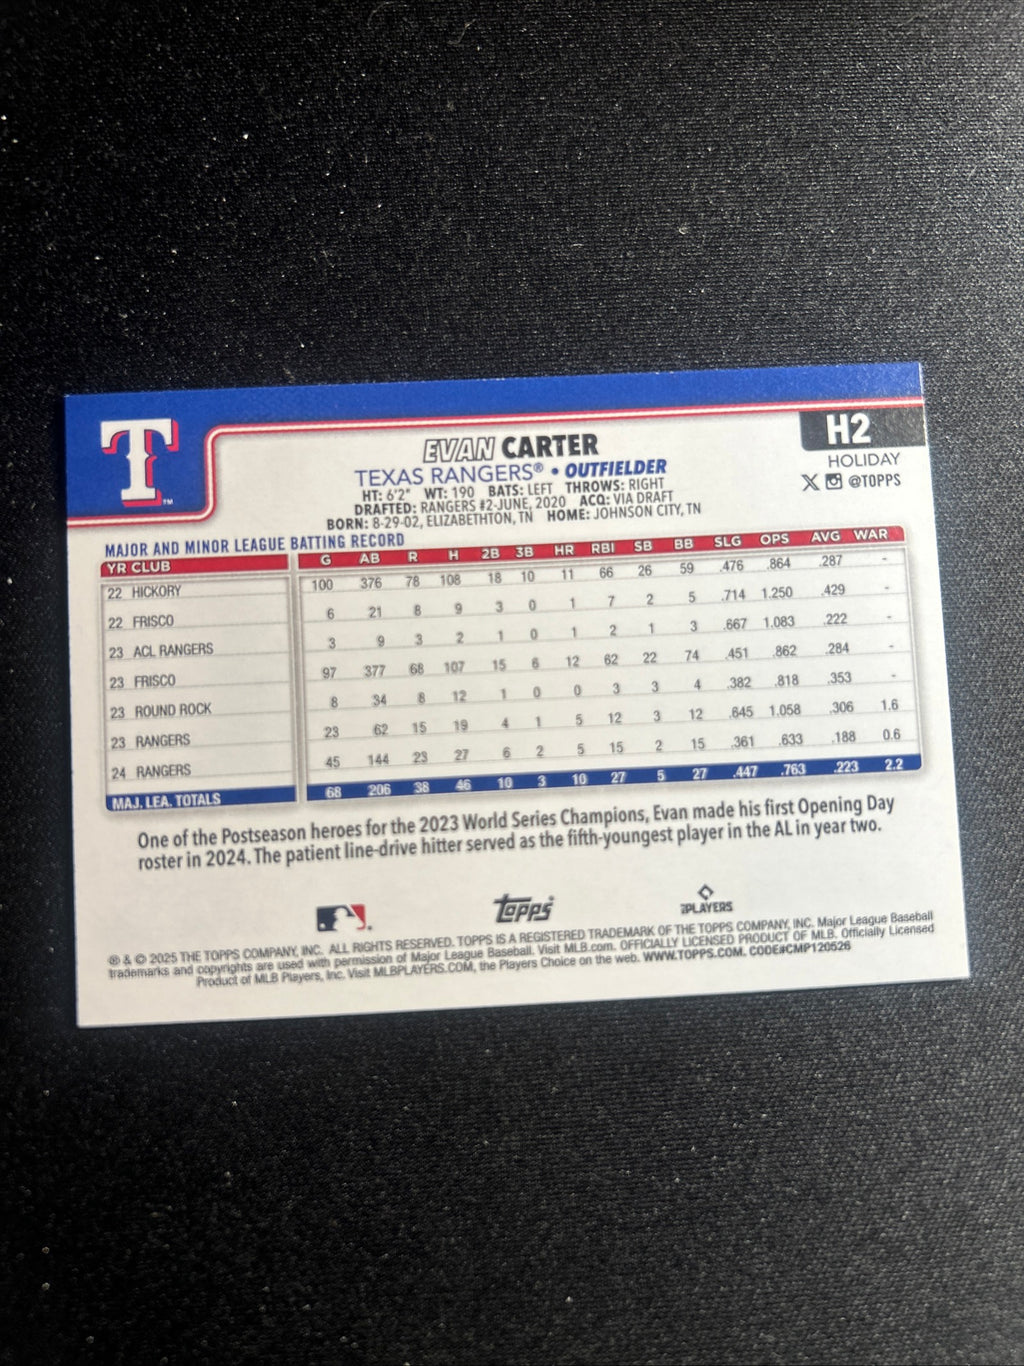 T
TM
H2
HOLIDAY
@TOPPS
EVAN CARTER
TEXAS RANGERS® • OUTFIELDER
HT: 6'2" WT: 190 BATS: LEFT THROWS: RIGHT
DRAFTED: RANGERS #2-JUNE, 2020 ACQ: VIA DRAFT
BORN: 8-29-02, ELIZABETHTON, TN HOME: JOHNSON CITY, TN
MAJOR AND MINOR LEAGUE BATTING RECORD
YR CLUB G AB R H 2B 3B HR RBI SB BB SLG OPS AVG WAR
22 HICKORY 100 376 78 108 18 10 11 66 26 59 .476 .864 .287 -
22 FRISCO 6 21 8 9 3 0 1 7 2 5 .714 1.250 .429 -
23 ACL RANGERS 3 9 3 2 1 0 1 2 1 3 .667 1.083 .222 -
23 FRISCO 97 377 68 107 15 6 12 62 22 74 .451 .862 .284 -
23 ROUND ROCK 8 34 8 12 1 0 0 3 3 4 .382 .818 .353 -
23 RANGERS 23 62 15 19 4 1 5 12 3 12 .645 1.058 .306 1.6
24 RANGERS 45 144 23 27 6 2 5 15 2 15 .361 .633 .188 0.6
MAJ. LEA. TOTALS 68 206 38 46 10 3 10 27 5 27 .447 .763 .223 2.2
One of the Postseason heroes for the 2023 World Series Champions, Evan made his first Opening Day
roster in 2024. The patient line-drive hitter served as the fifth-youngest player in the AL in year two.
topps
PLAYERS
® & © 2025 THE TOPPS COMPANY, INC. ALL RIGHTS RESERVED. TOPPS IS A REGISTERED TRADEMARK OF THE TOPPS COMPANY, INC. Major League Baseball
trademarks and copyrights are used with permission of Major League Baseball. Visit MLB.com. OFFICIALLY LICENSED PRODUCT OF MLB. Officially Licensed
Product of MLB Players, Inc. Visit MLBPLAYERS.COM, the Players Choice on the web. WWW.TOPPS.COM. CODE#CMP120526